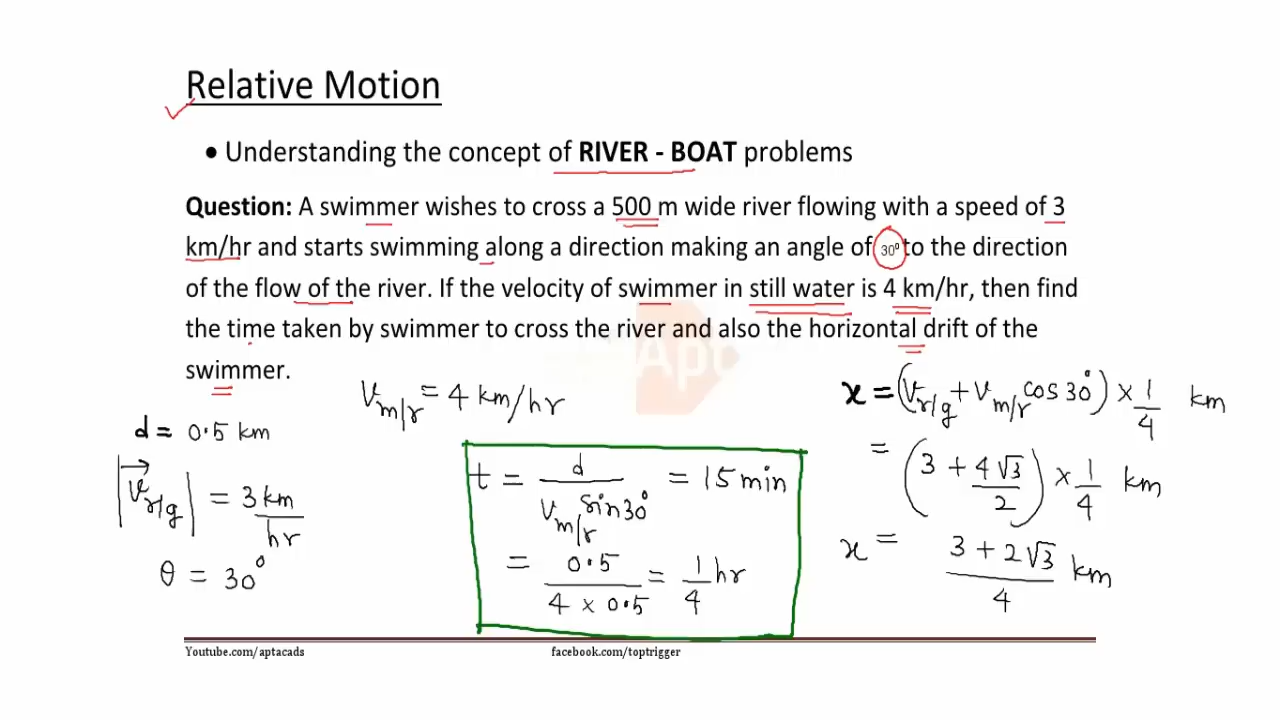 Relative Motion
• Understanding the concept of RIVER - BOAT problems
Question: A swimmer wishes to cross a 500 m wide river flowing with a speed of 3
km/hr and starts swimming along a direction making an angle of 30° to the direction
of the flow of the river. If the velocity of swimmer in still water is 4 km/hr, then find
the time taken by swimmer to cross the river and also the horizontal drift of the
swimmer.
d = 0.5 km
|v⃗r/g| = 3 km/hr
θ = 30°
Vm/r = 4 km/hr
t = d / (Vm/r sin30°) = 15 min
= 0.5 / (4 × 0.5) = 1/4 hr
x = (Vr/g + Vm/r cos 30°) × 1/4 km
= (3 + 4√3/2) × 1/4 km
x = (3 + 2√3)/4 km
Apt
Youtube.com/aptacads
facebook.com/toptrigger